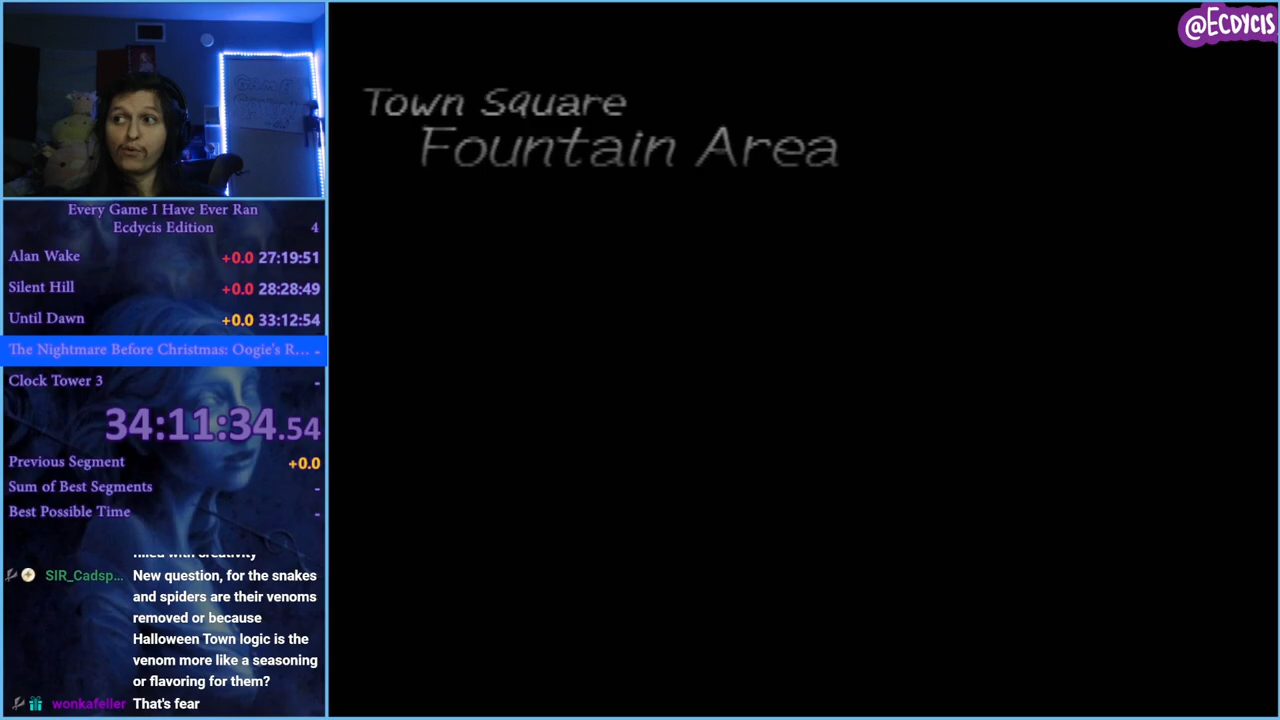 @ECDYCIS
Town Square
Fountain Area
Every Game I Have Ever Ran
Ecdycis Edition 4
Alan Wake +0.0 27:19:51
Silent Hill +0.0 28:28:49
Until Dawn +0.0 33:12:54
The Nightmare Before Christmas: Oogie's R... -
Clock Tower 3 -
34:11:34.54
Previous Segment +0.0
Sum of Best Segments -
Best Possible Time -
filled with creativity
SIR_Cadsp... New question, for the snakes
and spiders are their venoms
removed or because
Halloween Town logic is the
venom more like a seasoning
or flavoring for them?
wonkafeller That's fear